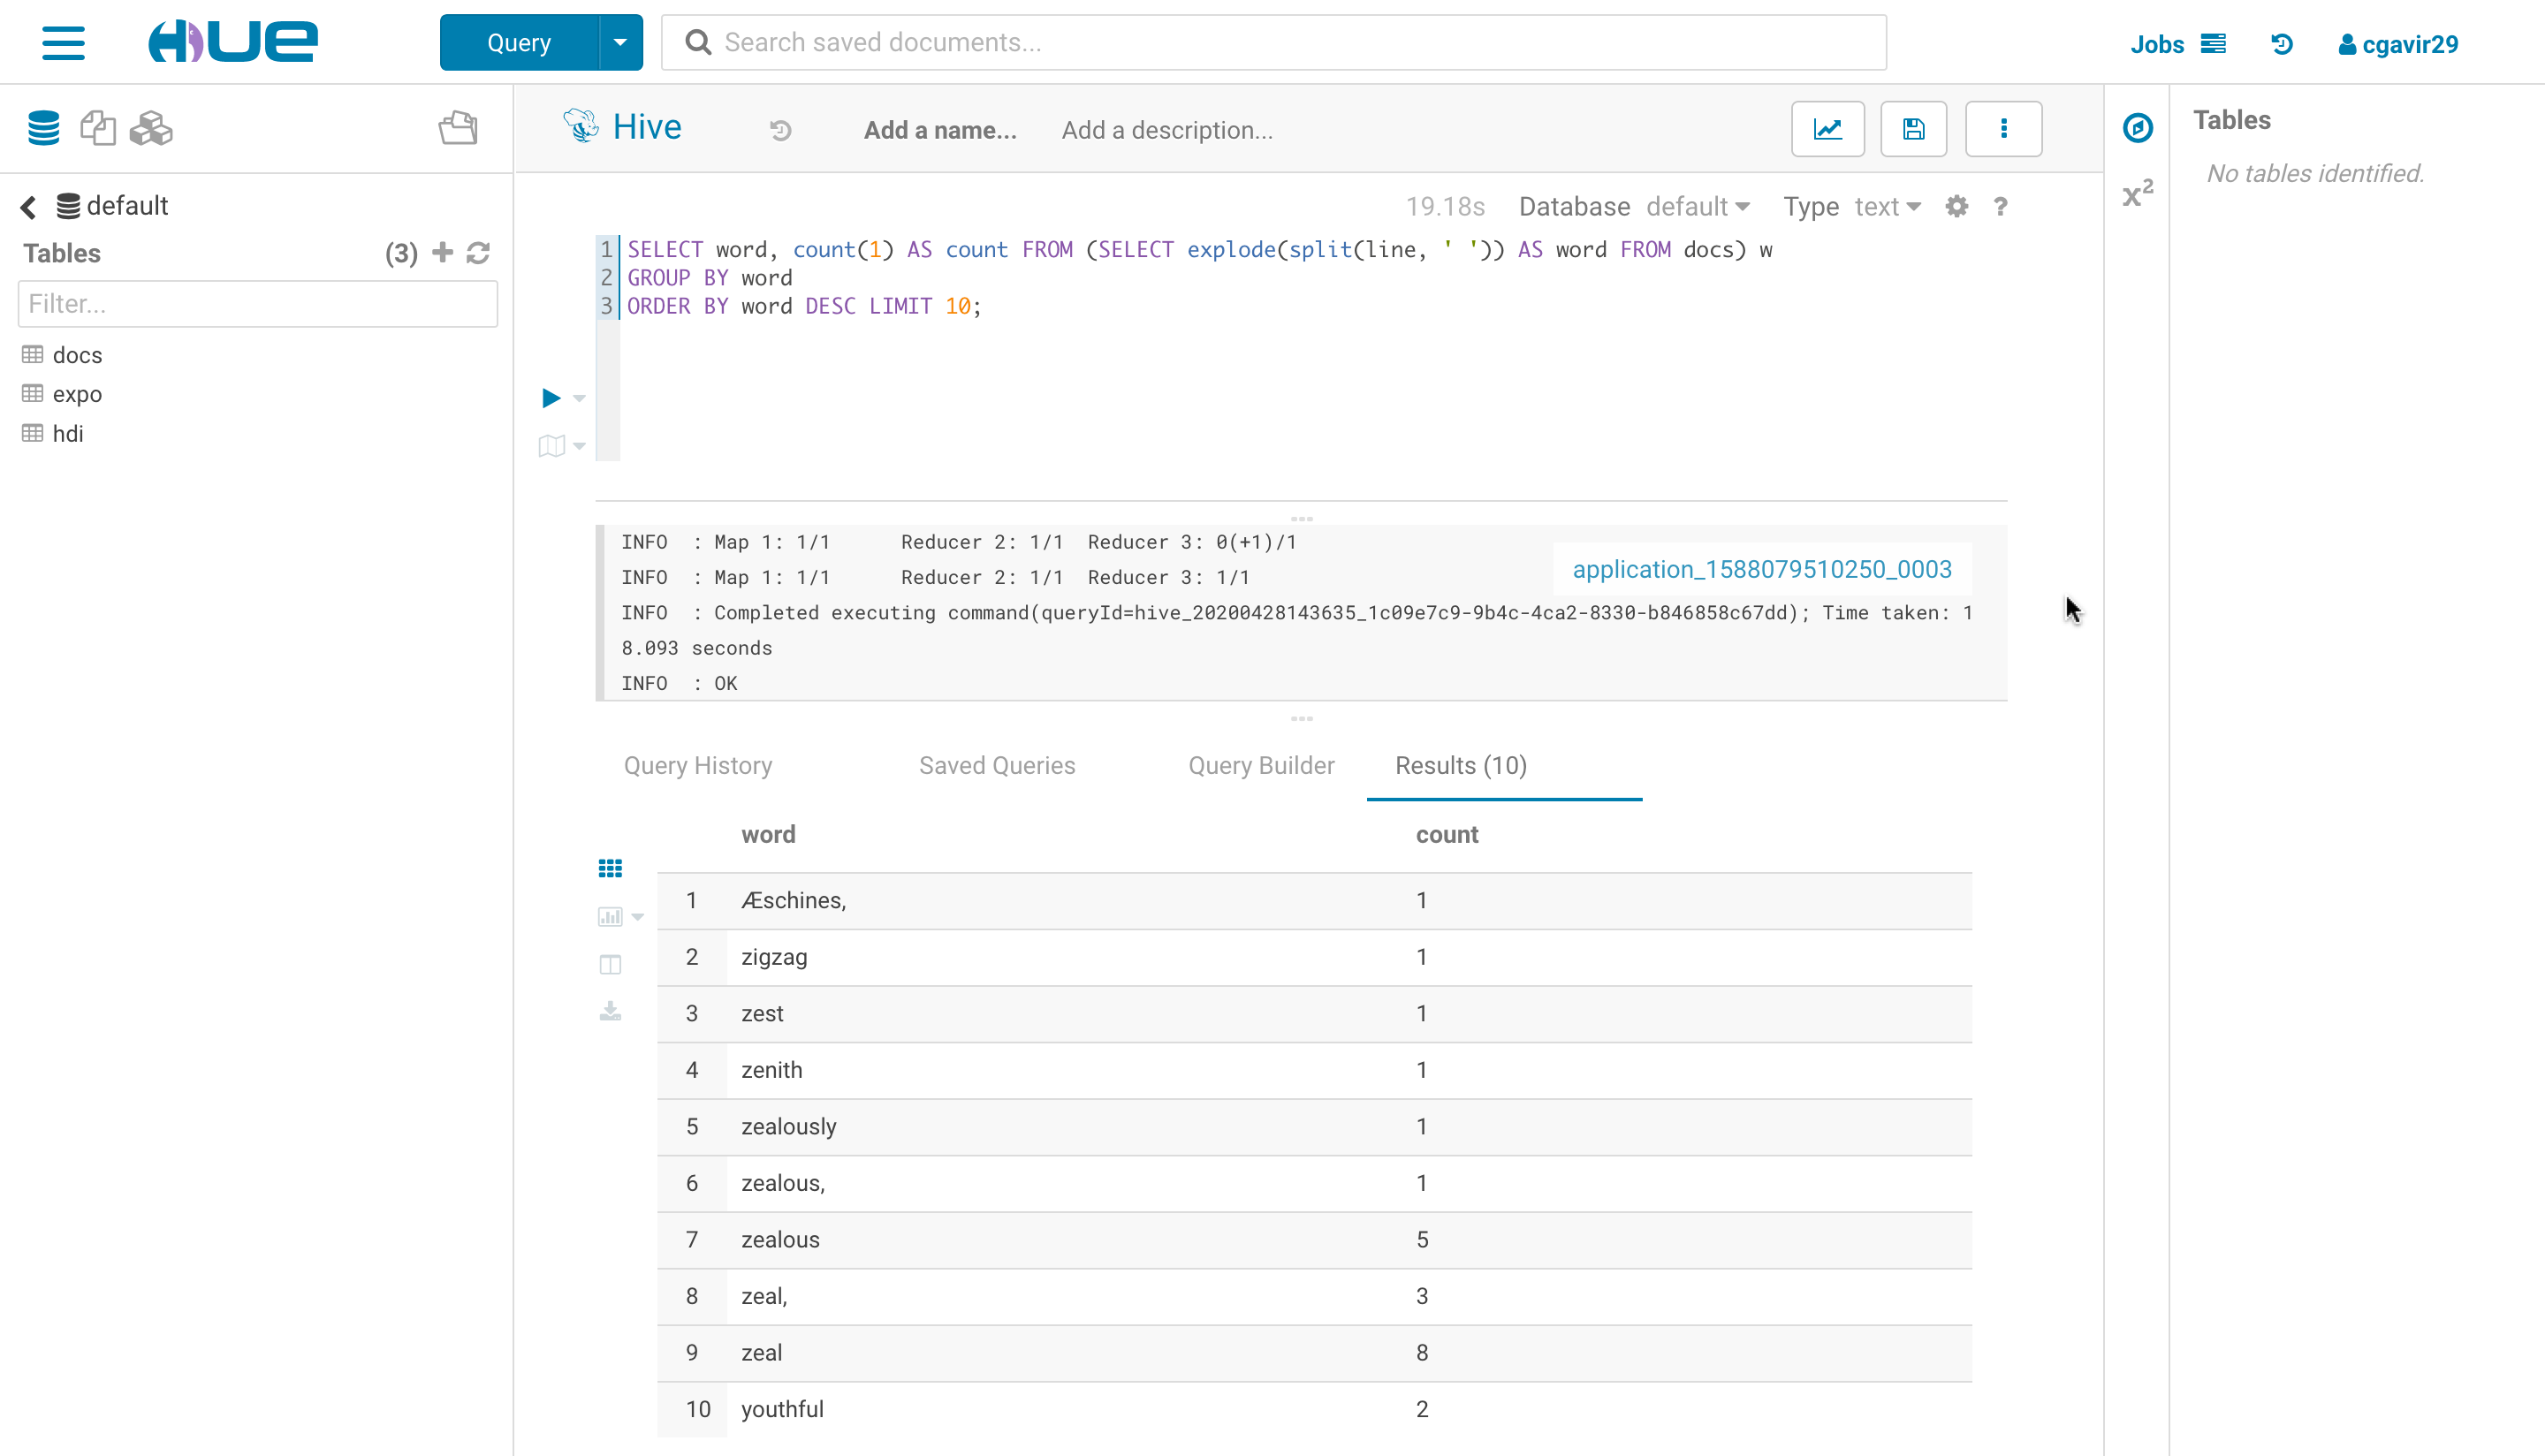 HUE
Query
Search saved documents...
Jobs
cgavir29
default
Tables (3)
Filter...
docs
expo
hdi
Hive Add a name... Add a description...
19.18s Database default Type text ?
1 SELECT word, count(1) AS count FROM (SELECT explode(split(line, ' ')) AS word FROM docs) w
2 GROUP BY word
3 ORDER BY word DESC LIMIT 10;
INFO : Map 1: 1/1 Reducer 2: 1/1 Reducer 3: 0(+1)/1
INFO : Map 1: 1/1 Reducer 2: 1/1 Reducer 3: 1/1
application_1588079510250_0003
INFO : Completed executing command(queryId=hive_20200428143635_1c09e7c9-9b4c-4ca2-8330-b846858c67dd); Time taken: 1
8.093 seconds
INFO : OK
Query History Saved Queries Query Builder Results (10)
word count
1 Æschines, 1
2 zigzag 1
3 zest 1
4 zenith 1
5 zealously 1
6 zealous, 1
7 zealous 5
8 zeal, 3
9 zeal 8
10 youthful 2
x²
Tables
No tables identified.